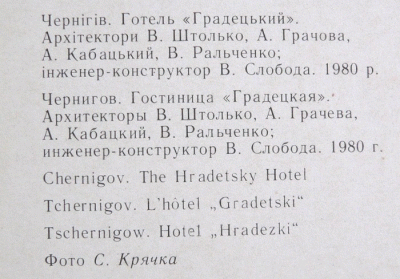 Чернігів. Готель «Градецький».
Архітектори В. Штолько, А. Грачова,
А. Кабацький, В. Ральченко;
інженер-конструктор В. Слобода. 1980 р.
Чернигов. Гостиница «Градецкая».
Архитекторы В. Штолько, А. Грачева,
А. Кабацкий, В. Ральченко;
инженер-конструктор В. Слобода. 1980 г.
Chernigov. The Hradetsky Hotel
Tchernigov. L'hôtel „Gradetski“
Tschernigow. Hotel „Hradezki“
Фото С. Крячка